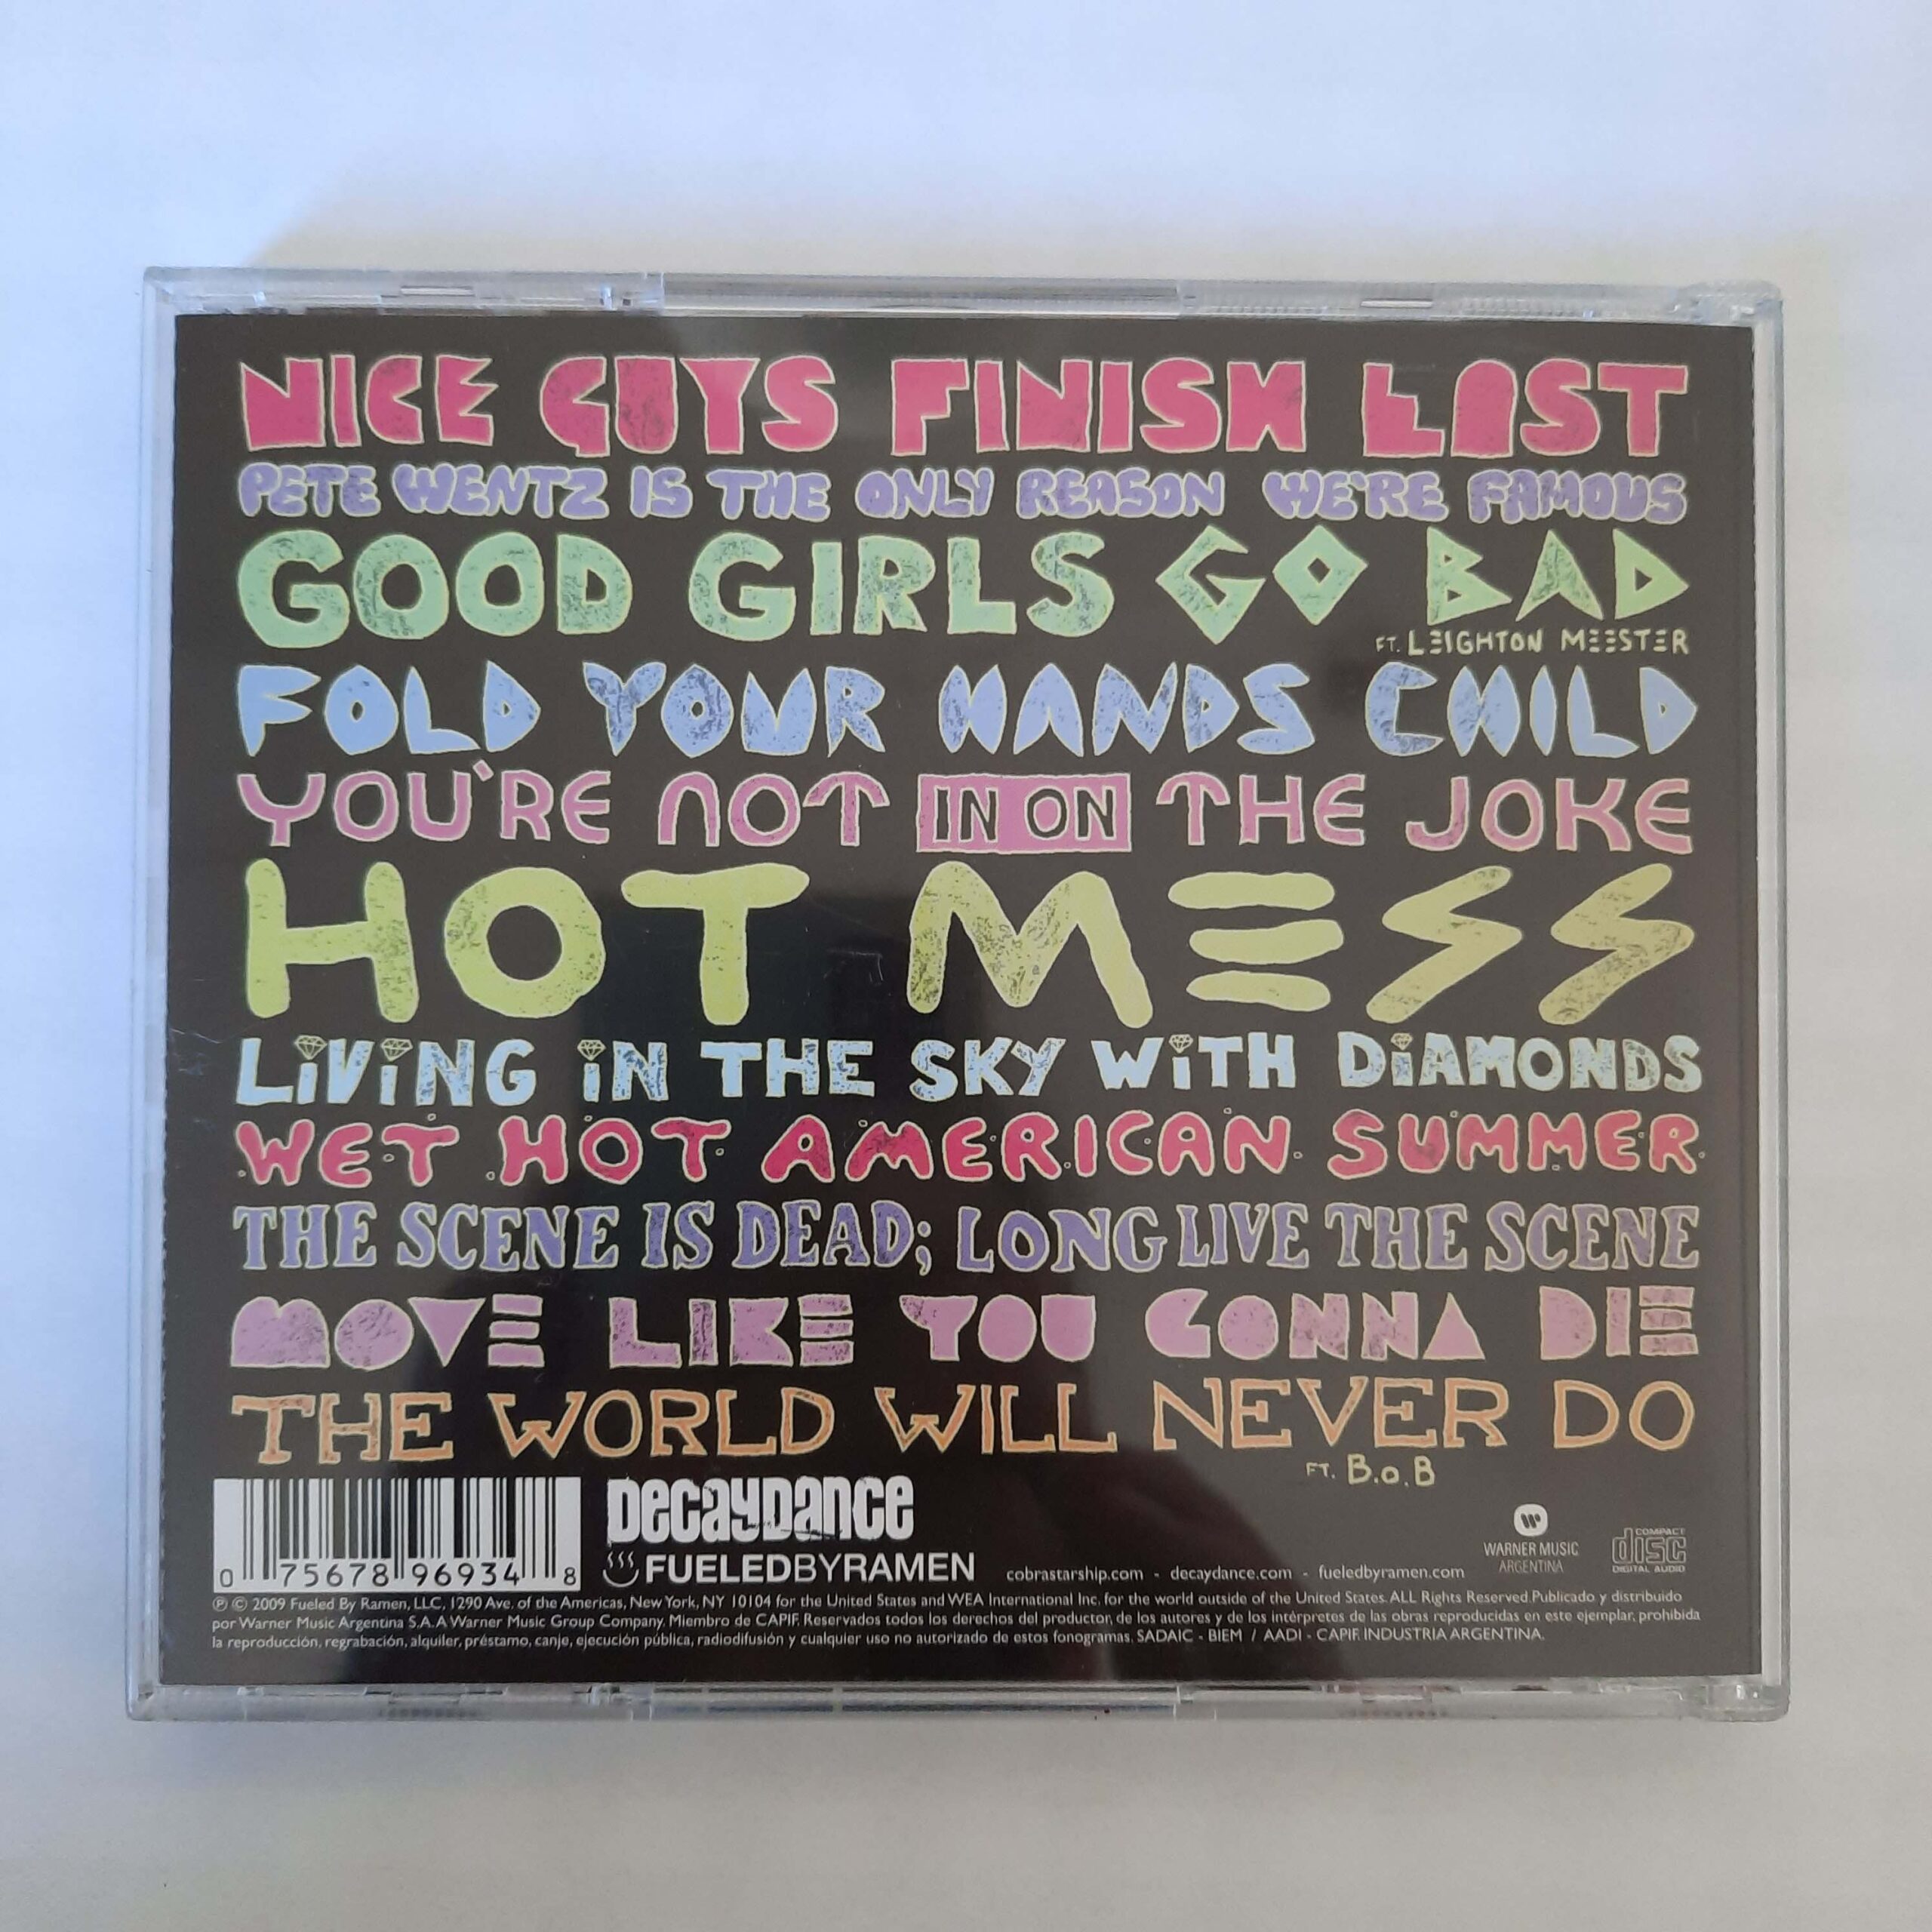 NICE GUYS FINISH LAST
PETE WENTZ IS THE ONLY REASON WE'RE FAMOUS
GOOD GIRLS GO BAD
FT. LEIGHTON MEESTER
FOLD YOUR HANDS CHILD
YOU'RE NOT IN ON THE JOKE
HOT MESS
LiViNG iN THE SKY WiTH DiAMONDS
WET HOT AMERICAN SUMMER
THE SCENE IS DEAD; LONG LIVE THE SCENE
MOVE LIKE YOU GONNA DIE
THE WORLD WILL NEVER DO
FT. B.o.B
DecayDance
FUELEDBYRAMEN
0 75678 96934 8
cobrastarship.com - decaydance.com - fueledbyramen.com
WARNER MUSIC
ARGENTINA
COMPACT
disc
DIGITAL AUDIO
℗ © 2009 Fueled By Ramen, LLC, 1290 Ave. of the Americas, New York, NY 10104 for the United States and WEA International Inc. for the world outside of the United States. ALL Rights Reserved. Publicado y distribuido
por Warner Music Argentina S.A. A Warner Music Group Company. Miembro de CAPIF. Reservados todos los derechos del productor, de los autores y de los intérpretes de las obras reproducidas en este ejemplar, prohibida
la reproducción, regrabación, alquiler, préstamo, canje, ejecución pública, radiodifusión y cualquier uso no autorizado de estos fonogramas. SADAIC - BIEM / AADI - CAPIF. INDUSTRIA ARGENTINA.